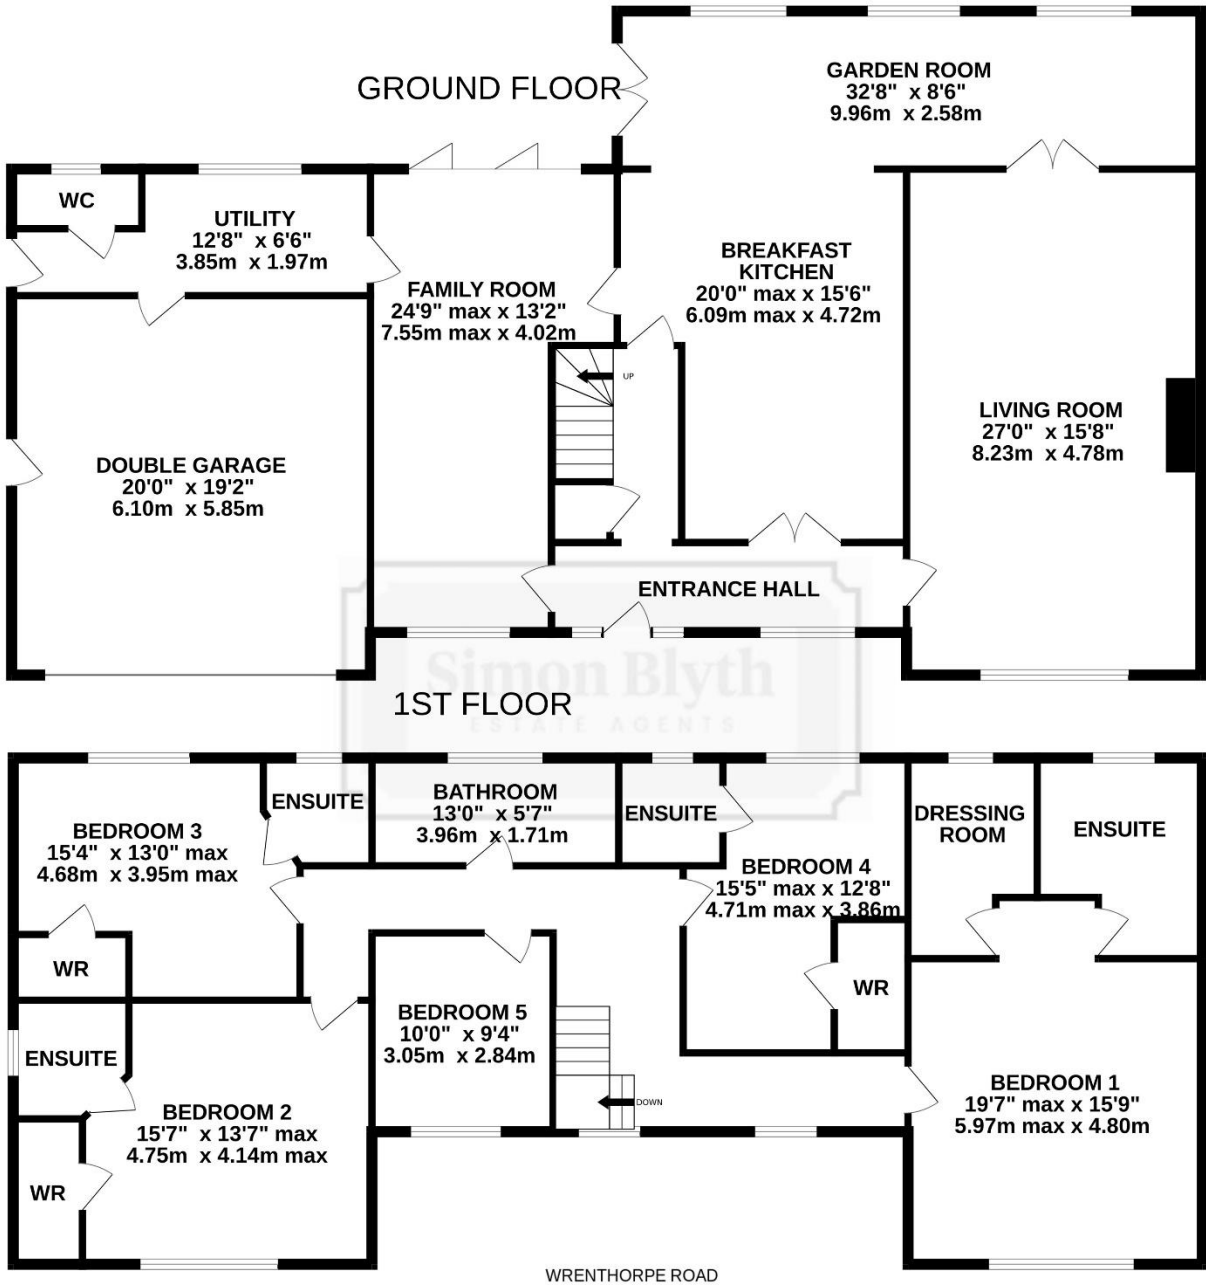 GROUND FLOOR
GARDEN ROOM
32'8" x 8'6"
9.96m x 2.58m
WC
UTILITY
12'8" x 6'6"
3.85m x 1.97m
FAMILY ROOM
24'9" max x 13'2"
7.55m max x 4.02m
BREAKFAST
KITCHEN
20'0" max x 15'6"
6.09m max x 4.72m
UP
LIVING ROOM
27'0" x 15'8"
8.23m x 4.78m
DOUBLE GARAGE
20'0" x 19'2"
6.10m x 5.85m
ENTRANCE HALL
Simon Blyth
ESTATE AGENTS
1ST FLOOR
BEDROOM 3
15'4" x 13'0" max
4.68m x 3.95m max
ENSUITE
BATHROOM
13'0" x 5'7"
3.96m x 1.71m
ENSUITE
BEDROOM 4
15'5" max x 12'8"
4.71m max x 3.86m
DRESSING
ROOM
ENSUITE
WR
WR
BEDROOM 5
10'0" x 9'4"
3.05m x 2.84m
ENSUITE
DOWN
BEDROOM 1
19'7" max x 15'9"
5.97m max x 4.80m
BEDROOM 2
15'7" x 13'7" max
4.75m x 4.14m max
WR
WRENTHORPE ROAD